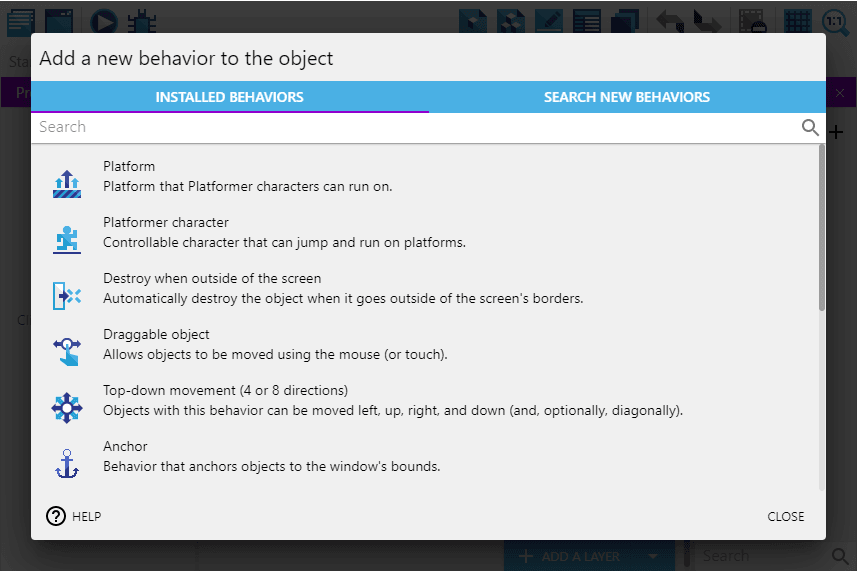 1:1
Sta
Add a new behavior to the object
Pr
INSTALLED BEHAVIORS
SEARCH NEW BEHAVIORS
Search
Platform
Platform that Platformer characters can run on.
Platformer character
Controllable character that can jump and run on platforms.
Destroy when outside of the screen
Automatically destroy the object when it goes outside of the screen's borders.
Cli
Draggable object
Allows objects to be moved using the mouse (or touch).
Top-down movement (4 or 8 directions)
Objects with this behavior can be moved left, up, right, and down (and, optionally, diagonally).
Anchor
Behavior that anchors objects to the window's bounds.
HELP
CLOSE
ADD A LAYER
Search